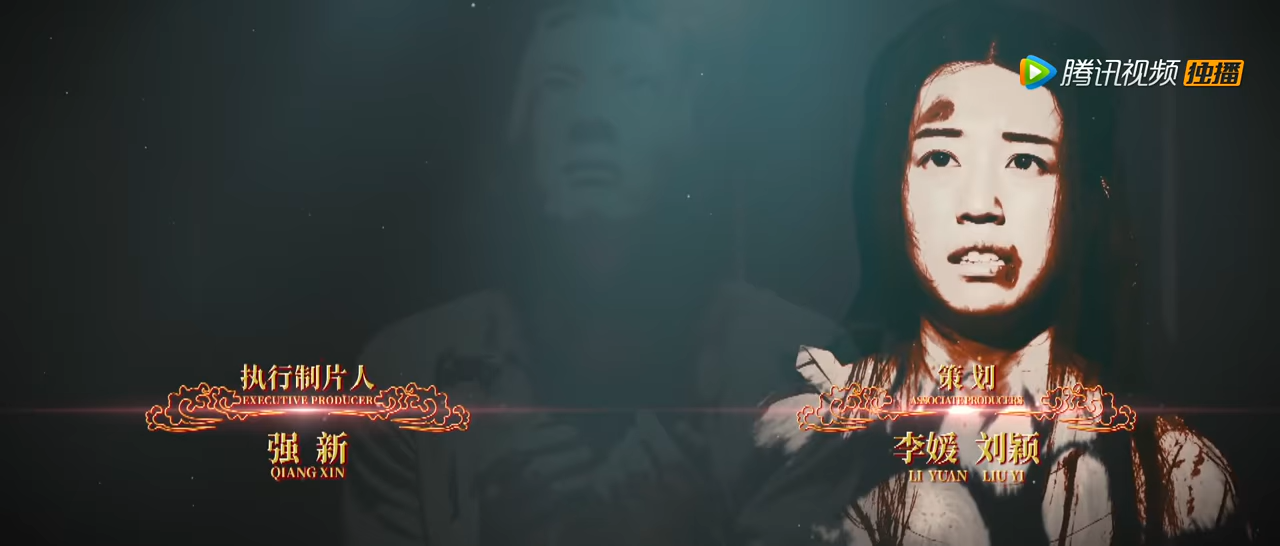 腾讯视频 独播
执行制片人
EXECUTIVE PRODUCER
强 新
QIANG XIN
策 划
ASSOCIATE PRODUCERS
李媛 刘颖
LI YUAN LIU YI